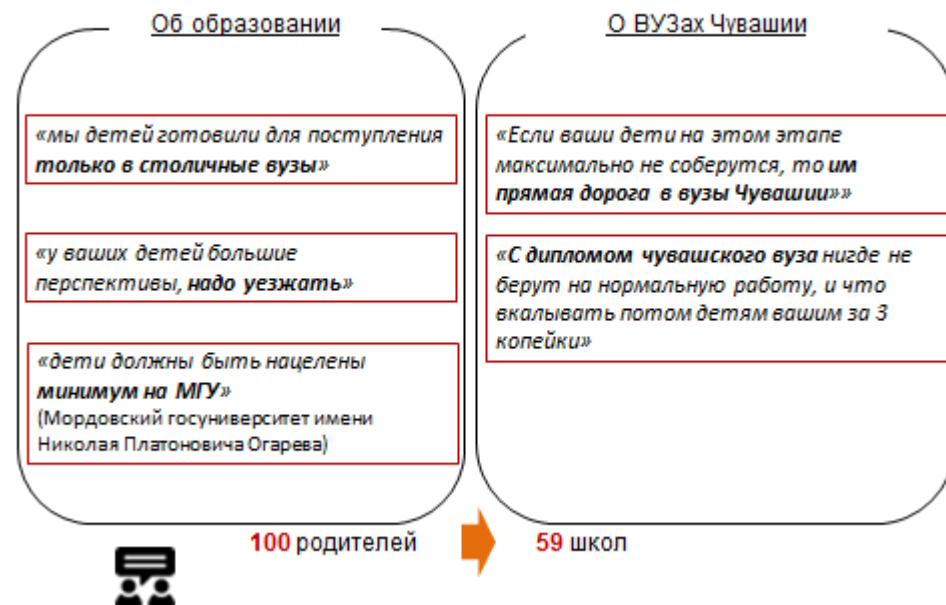 Об образовании
«мы детей готовили для поступления
только в столичные вузы»
«у ваших детей большие
перспективы, надо уезжать»
«дети должны быть нацелены
минимум на МГУ»
(Мордовский госуниверситет имени
Николая Платоновича Огарева)
О ВУЗах Чувашии
«Если ваши дети на этом этапе
максимально не соберутся, то им
прямая дорога в вузы Чувашии»»
«С дипломом чувашского вуза нигде не
берут на нормальную работу, и что
вкалывать потом детям вашим за 3
копейки»
100 родителей
59 школ